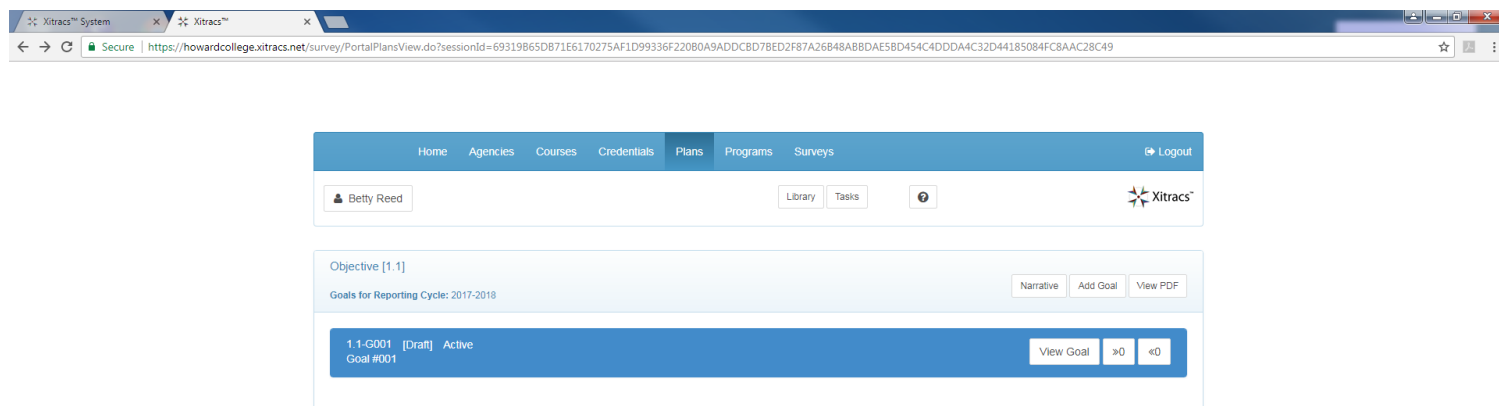 Xitracs™ System
Xitracs™
Secure | https://howardcollege.xitracs.net/survey/PortalPlansView.do?sessionId=69319B65DB71E6170275AF1D99336F220B0A9ADDCBD7BED2F87A26B48ABBDAE5BD454C4DDDA4C32D44185084FC8AAC28C49
Home Agencies Courses Credentials Plans Programs Surveys Logout
Betty Reed Library Tasks Xitracs™
Objective [1.1]
Narrative Add Goal View PDF
Goals for Reporting Cycle: 2017-2018
1.1-G001 [Draft] Active
View Goal »0 «0
Goal #001